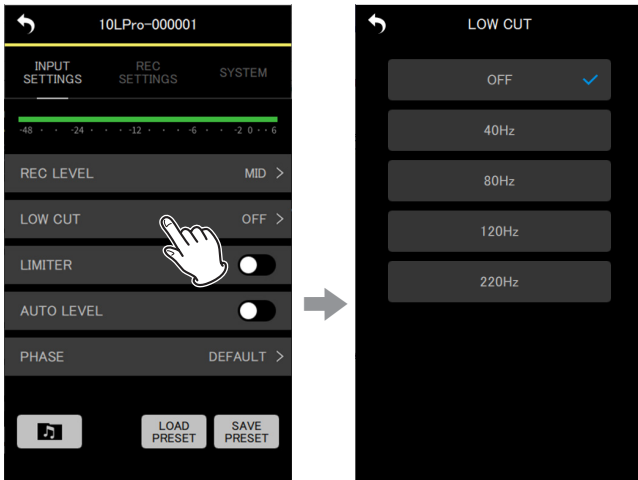 10LPro-000001
INPUT SETTINGS
REC SETTINGS
SYSTEM
-48 · · -24 · · · -12 · · · -6 · · -2 0 · · 6
REC LEVEL MID >
LOW CUT OFF >
LIMITER
AUTO LEVEL
PHASE DEFAULT >
LOAD PRESET
SAVE PRESET
LOW CUT
OFF
40Hz
80Hz
120Hz
220Hz